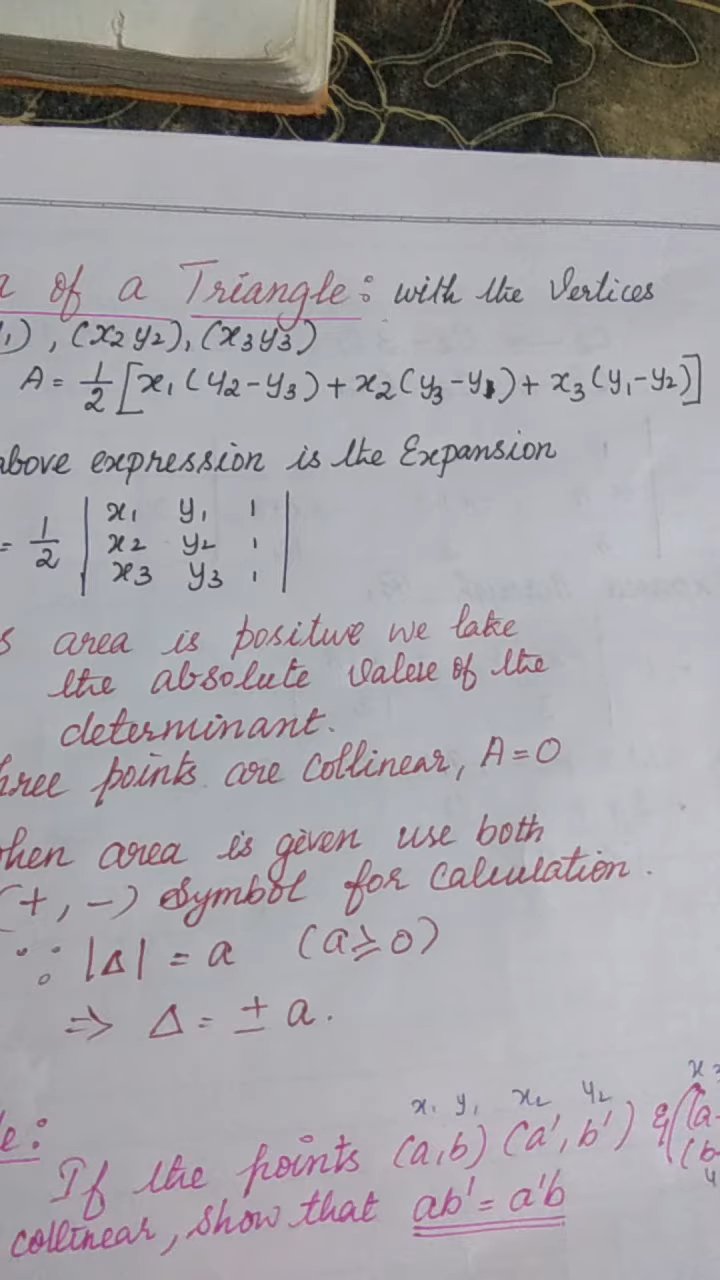 a of a Triangle: with the Vertices
1), (x2 y2), (x3 y3)
A = 1/2 [x1 (y2 - y3) + x2 (y3 - y1) + x3 (y1 - y2)]
above expression is the Expansion
= 1/2 | x1 y1 1 |
| x2 y2 1 |
| x3 y3 1 |
s area is positive we take
the absolute value of the
determinant.
hree points are collinear, A = 0
hen area is given use both
(+, -) Symbol for calculation.
∵ |Δ| = a (a ≥ 0)
⇒ Δ = ± a.
x1 y1 x2 y2
e:
If the points (a,b) (a', b') & (a-
(b-
collinear, show that ab' = a'b